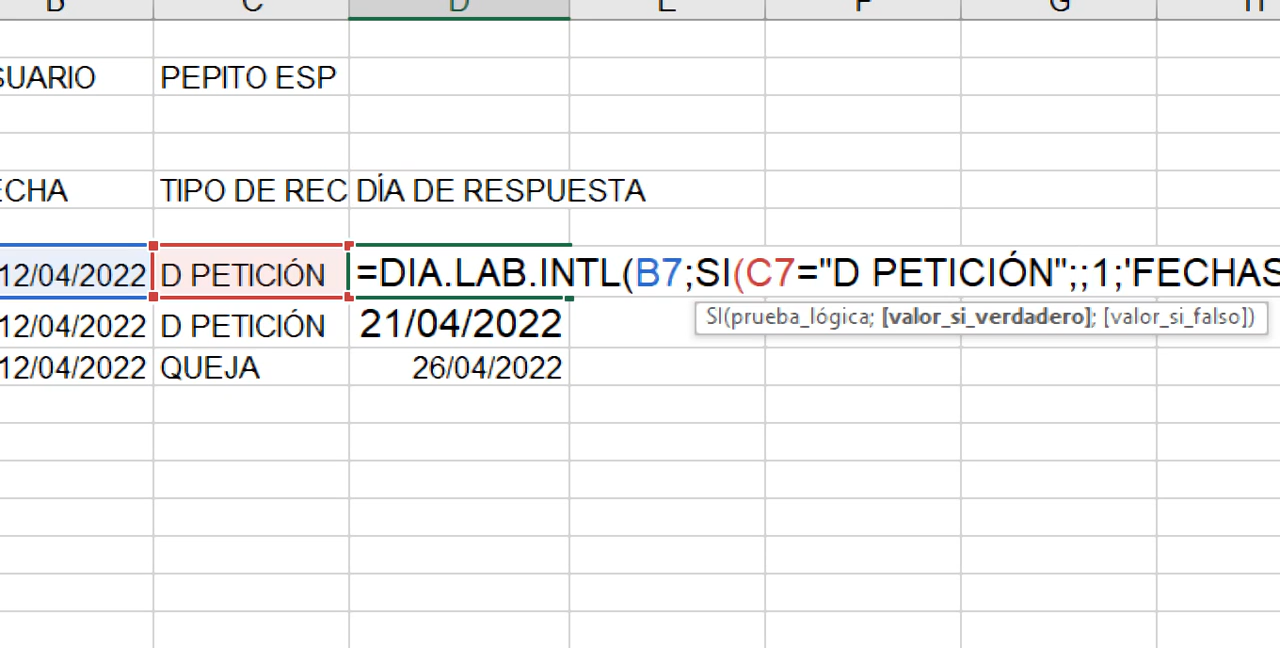 B C D E F G H
SUARIO PEPITO ESP
ECHA TIPO DE REC DÍA DE RESPUESTA
12/04/2022 D PETICIÓN =DIA.LAB.INTL(B7;SI(C7="D PETICIÓN";;1;'FECHAS
SI(prueba_lógica; [valor_si_verdadero]; [valor_si_falso])
12/04/2022 D PETICIÓN 21/04/2022
12/04/2022 QUEJA 26/04/2022